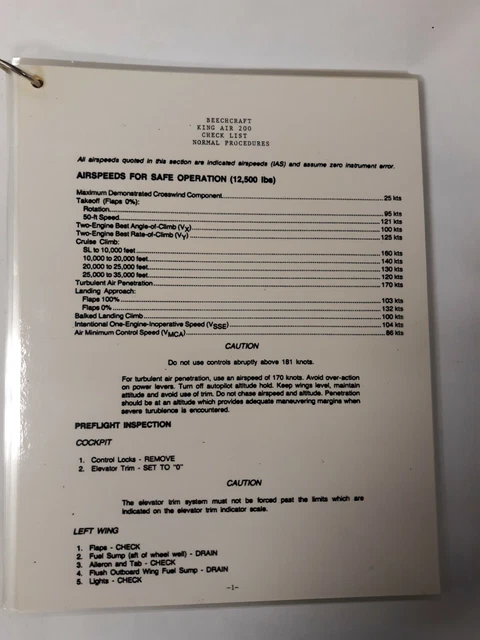 BEECHCRAFT
KING AIR 200
CHECK LIST
NORMAL PROCEDURES
All airspeeds quoted in this section are indicated airspeeds (IAS) and assume zero instrument error.
AIRSPEEDS FOR SAFE OPERATION (12,500 lbs)
Maximum Demonstrated Crosswind Component 25 kts
Takeoff (Flaps 0%):
Rotation 95 kts
50-ft Speed 121 kts
Two-Engine Best Angle-of-Climb (VX) 100 kts
Two-Engine Best Rate-of-Climb (VY) 125 kts
Cruise Climb:
SL to 10,000 feet 160 kts
10,000 to 20,000 feet 140 kts
20,000 to 25,000 feet 130 kts
25,000 to 35,000 feet 120 kts
Turbulent Air Penetration 170 kts
Landing Approach:
Flaps 100% 103 kts
Flaps 0% 132 kts
Balked Landing Climb 100 kts
Intentional One-Engine-Inoperative Speed (VSSE) 104 kts
Air Minimum Control Speed (VMCA) 86 kts
CAUTION
Do not use controls abruptly above 181 knots.
For turbulent air penetration, use an airspeed of 170 knots. Avoid over-action
on power levers. Turn off autopilot altitude hold. Keep wings level, maintain
attitude and avoid use of trim. Do not chase airspeed and altitude. Penetration
should be at an altitude which provides adequate maneuvering margins when
severe turublence is encountered.
PREFLIGHT INSPECTION
COCKPIT
1. Control Locks - REMOVE
2. Elevator Trim - SET TO "0"
CAUTION
The elevator trim system must not be forced past the limits which are
indicated on the elevator trim indicator scale.
LEFT WING
1. Flaps - CHECK
2. Fuel Sump (aft of wheel well) - DRAIN
3. Aileron and Tab - CHECK
4. Flush Outboard Wing Fuel Sump - DRAIN
5. Lights - CHECK
-1-